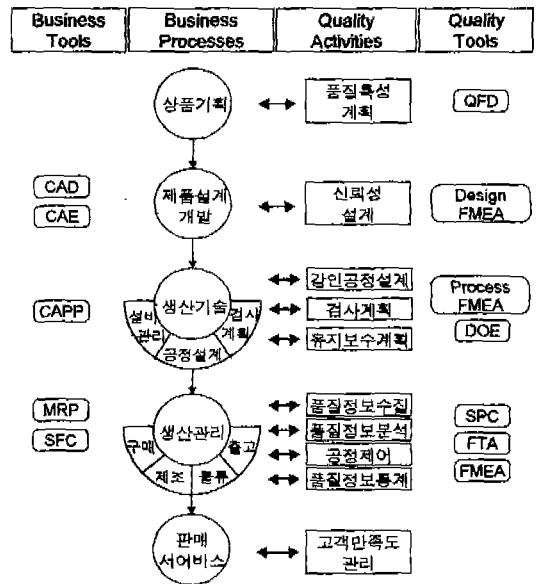 Business Tools
Business Processes
Quality Activities
Quality Tools
상품기획
품질특성
계획
QFD
CAD
CAE
제품설계
개발
신뢰성
설계
Design
FMEA
CAPP
생산기술
설비
관리
공정설계
검사
계획
강인공정설계
검사계획
유지보수계획
Process
FMEA
DOE
MRP
SFC
생산관리
구매
제조
물류
출고
품질정보수집
품질정보분석
공정제어
품질정보통계
SPC
FTA
FMEA
판매
서어비스
고객만족도
관리